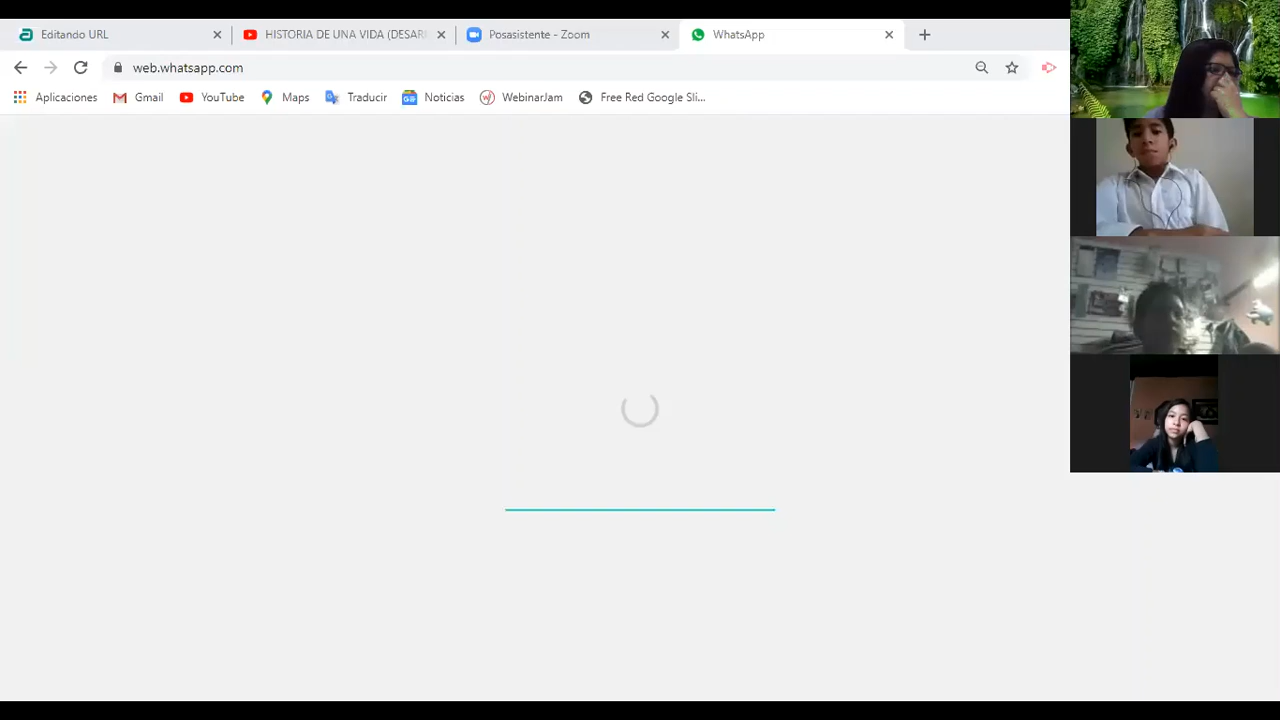 Editando URL
HISTORIA DE UNA VIDA (DESAR
Posasistente - Zoom
WhatsApp
web.whatsapp.com
Aplicaciones
Gmail
YouTube
Maps
Traducir
Noticias
WebinarJam
Free Red Google Sli...